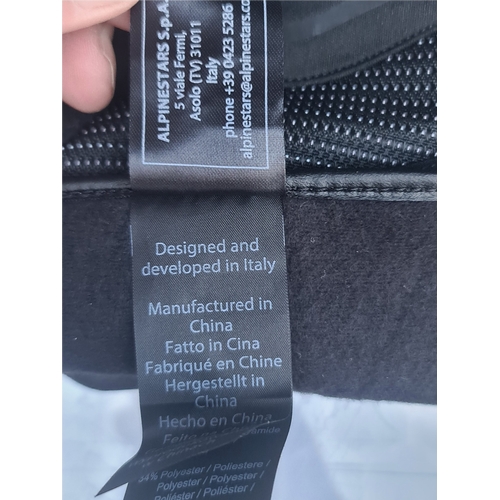 ALPINESTARS S.p.A.
5 viale Fermi,
Asolo (TV) 31011
Italy
phone +39 0423 5286
alpinestars@alpinestars.com
Designed and
developed in Italy
Manufactured in
China
Fatto in Cina
Fabriqué en Chine
Hergestellt in
China
Hecho en China
Polyester / Poliestere /
Polyester /
Poliéster /